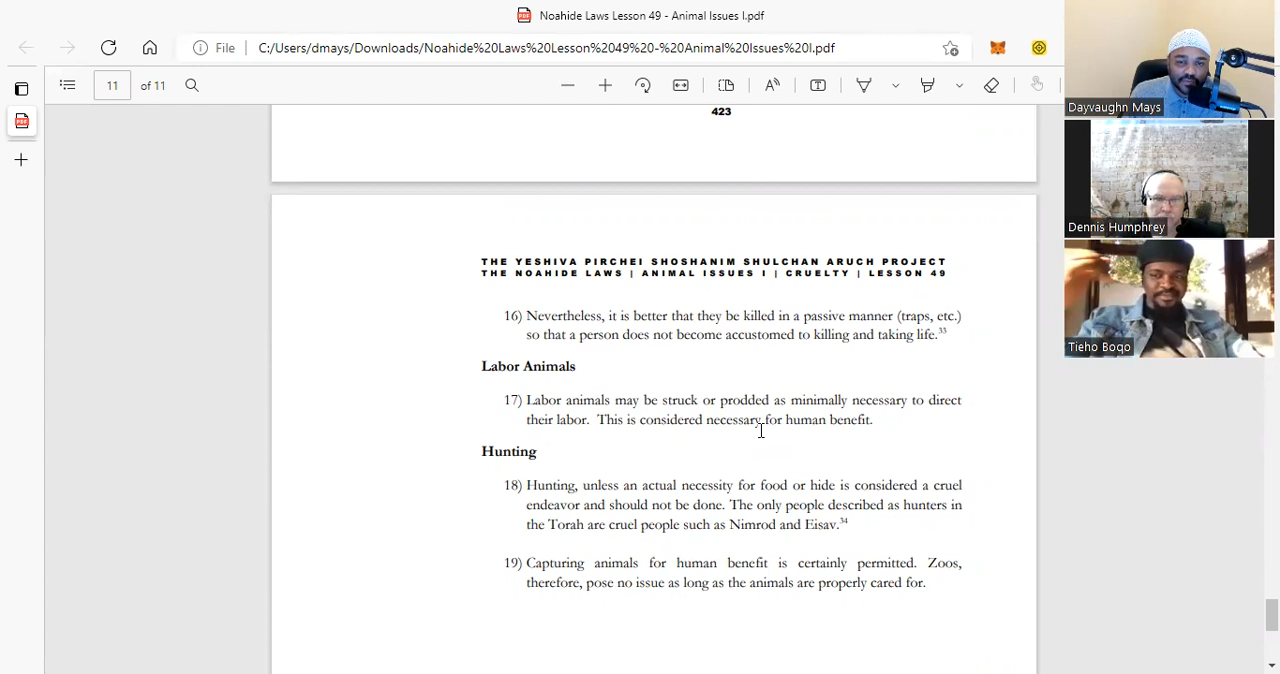 Noahide Laws Lesson 49 - Animal Issues I.pdf
File
C:/Users/dmays/Downloads/Noahide%20Laws%20Lesson%2049%20-%20Animal%20Issues%20I.pdf
11 of 11
423
THE YESHIVA PIRCHEI SHOSHANIM SHULCHAN ARUCH PROJECT
THE NOAHIDE LAWS | ANIMAL ISSUES I | CRUELTY | LESSON 49
16) Nevertheless, it is better that they be killed in a passive manner (traps, etc.)
so that a person does not become accustomed to killing and taking life.33
Labor Animals
17) Labor animals may be struck or prodded as minimally necessary to direct
their labor. This is considered necessary for human benefit.
Hunting
18) Hunting, unless an actual necessity for food or hide is considered a cruel
endeavor and should not be done. The only people described as hunters in
the Torah are cruel people such as Nimrod and Eisav.34
19) Capturing animals for human benefit is certainly permitted. Zoos,
therefore, pose no issue as long as the animals are properly cared for.
Dayvaughn Mays
Dennis Humphrey
Tieho Boqo